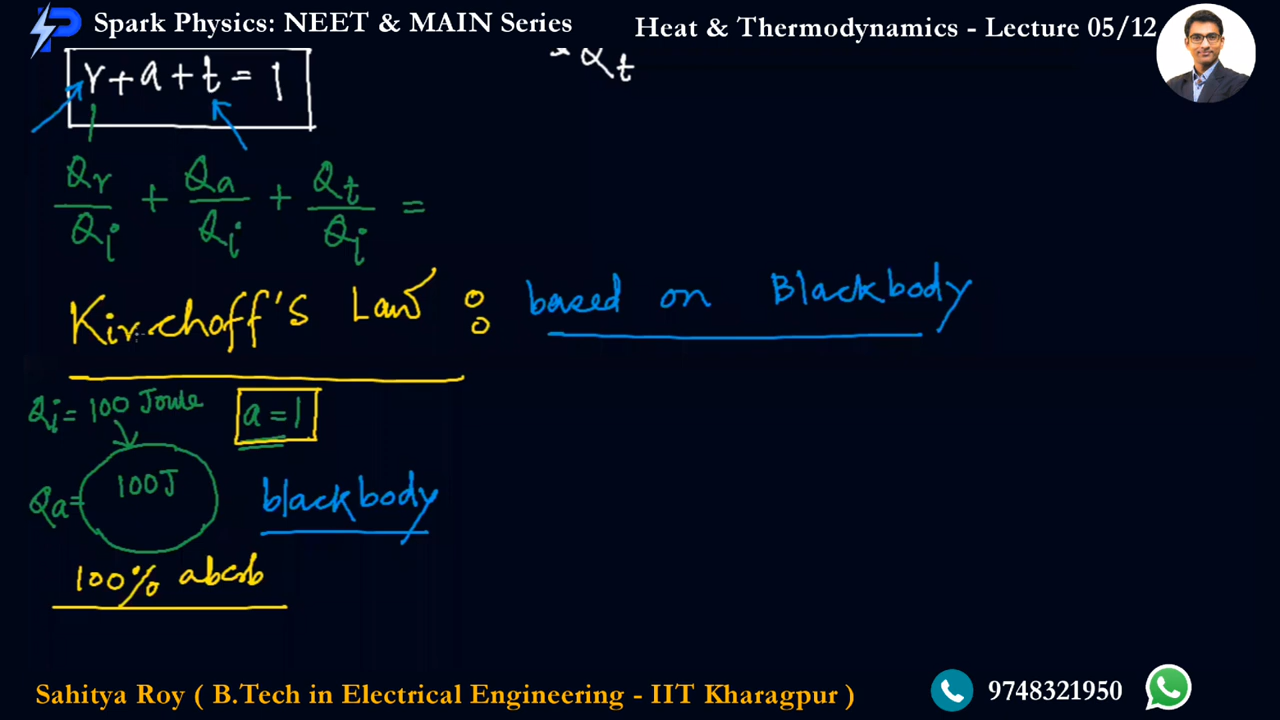 Spark Physics: NEET & MAIN Series
Heat & Thermodynamics - Lecture 05/12
r + a + t = 1
= Qt
Qr/Qi + Qa/Qi + Qt/Qi =
Kirchoff's Law : based on Blackbody
Qi = 100 Joule
a = 1
Qa = 100J
blackbody
100% absrb
Sahitya Roy ( B.Tech in Electrical Engineering - IIT Kharagpur )
9748321950